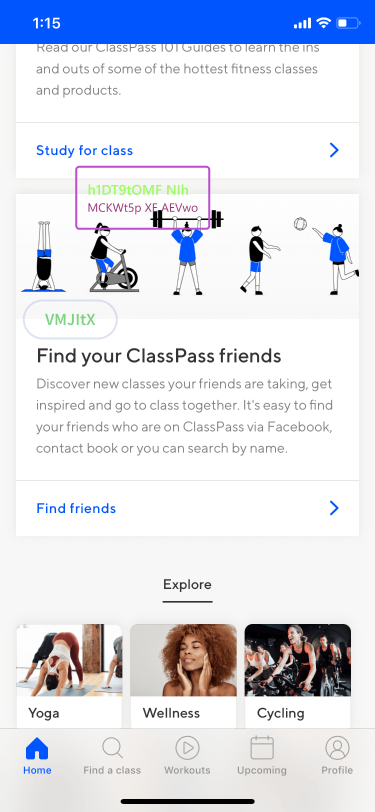 1:15
Read our ClassPass 101 Guides to learn the ins
and outs of some of the hottest fitness classes
and products.
Study for class
h1DT9tOMF NIh
MCKWt5p XF AEVwo
VMJItX
Find your ClassPass friends
Discover new classes your friends are taking, get
inspired and go to class together. It's easy to find
your friends who are on ClassPass via Facebook,
contact book or you can search by name.
Find friends
Explore
Yoga
Wellness
Cycling
Home
Find a class
Workouts
Upcoming
Profile